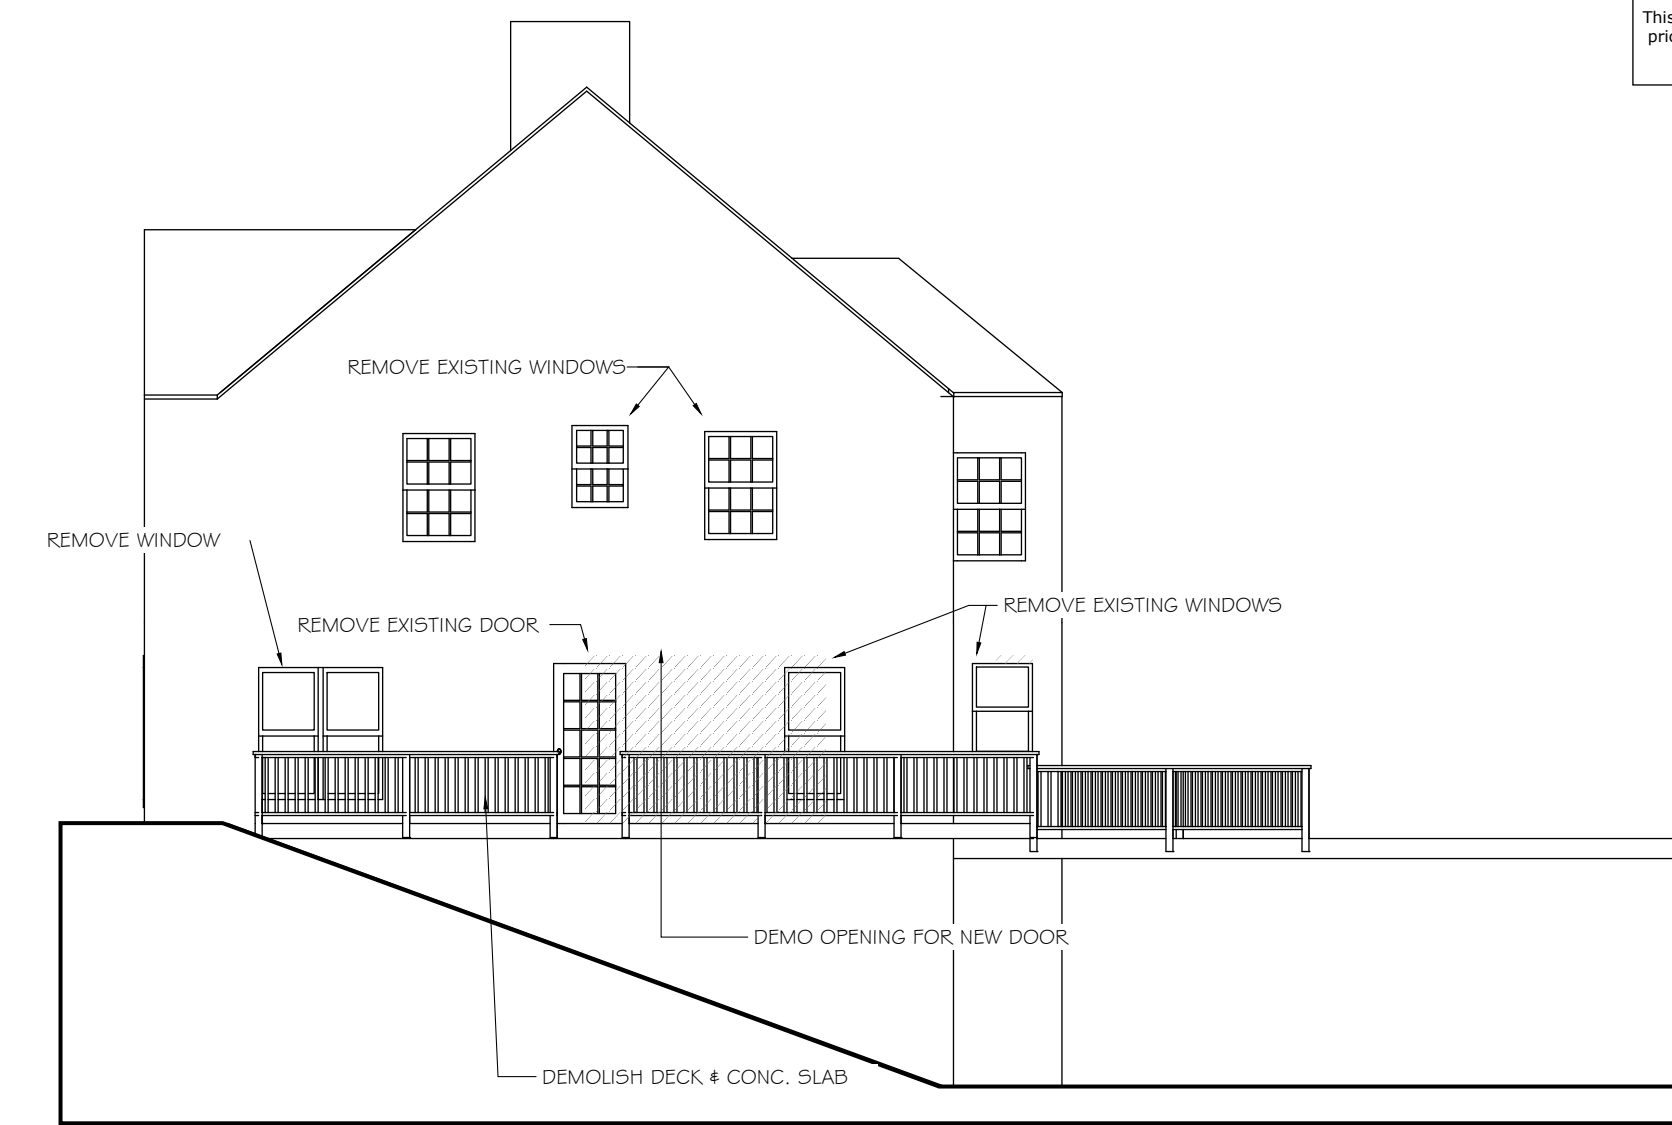 This
pric
REMOVE EXISTING WINDOWS
REMOVE WINDOW
REMOVE EXISTING WINDOWS
REMOVE EXISTING DOOR
DEMO OPENING FOR NEW DOOR
DEMOLISH DECK & CONC. SLAB